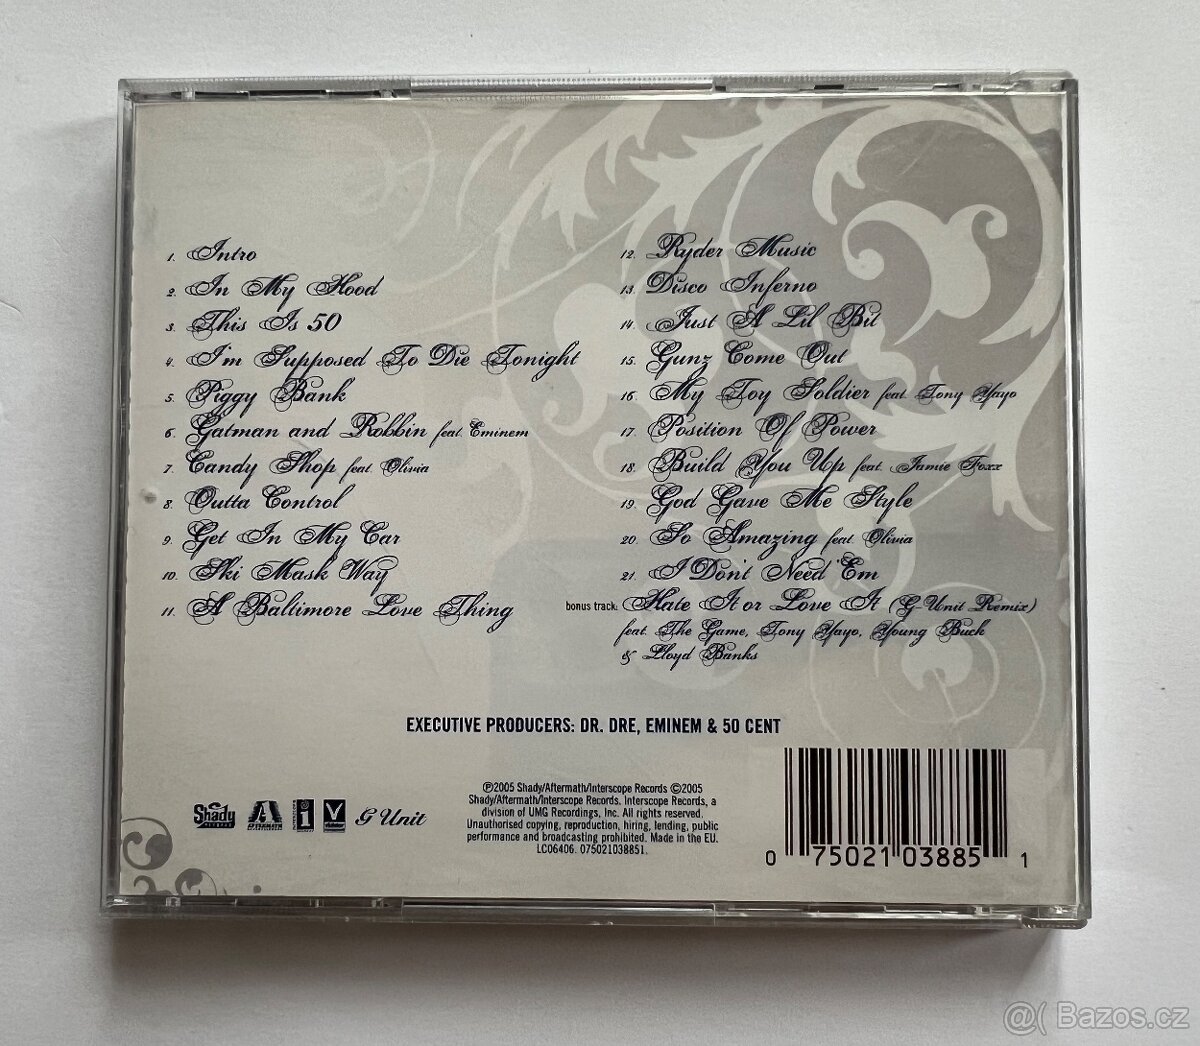 1. Intro
2. In My Hood
3. This Is 50
4. I'm Supposed To Die Tonight
5. Piggy Bank
6. Gatman and Robbin feat. Eminem
7. Candy Shop feat. Olivia
8. Outta Control
9. Get In My Car
10. Ski Mask Way
11. A Baltimore Love Thing
12. Ryder Music
13. Disco Inferno
14. Just A Lil Bit
15. Gunz Come Out
16. My Toy Soldier feat. Tony Yayo
17. Position Of Power
18. Build You Up feat. Jamie Foxx
19. God Gave Me Style
20. So Amazing feat. Olivia
21. I Don't Need 'Em
bonus track: Hate It or Love It (G-Unit Remix)
feat. The Game, Tony Yayo, Young Buck
& Lloyd Banks
EXECUTIVE PRODUCERS: DR. DRE, EMINEM & 50 CENT
Shady
AFTERMATH
G Unit
℗2005 Shady/Aftermath/Interscope Records ©2005
Shady/Aftermath/Interscope Records. Interscope Records, a
division of UMG Recordings, Inc. All rights reserved.
Unauthorised copying, reproduction, hiring, lending, public
performance and broadcasting prohibited. Made in the EU.
LC06406. 075021038851.
0 75021 03885 1
@( Bazos.cz